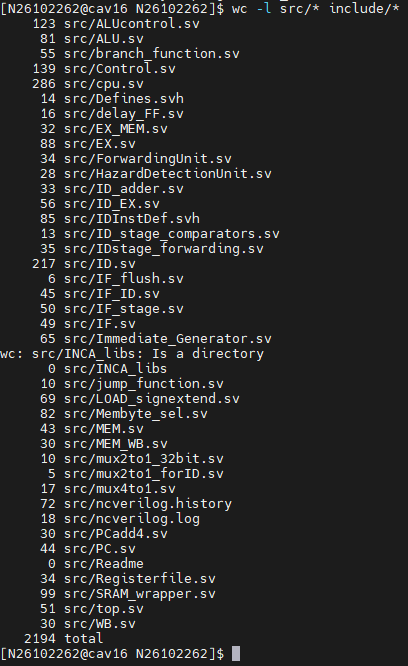 [N26102262@cav16 N26102262]$ wc -l src/* include/*
123 src/ALUcontrol.sv
81 src/ALU.sv
55 src/branch_function.sv
139 src/Control.sv
286 src/cpu.sv
14 src/Defines.svh
16 src/delay_FF.sv
32 src/EX_MEM.sv
88 src/EX.sv
34 src/ForwardingUnit.sv
28 src/HazardDetectionUnit.sv
33 src/ID_adder.sv
56 src/ID_EX.sv
85 src/IDInstDef.svh
13 src/ID_stage_comparators.sv
35 src/IDstage_forwarding.sv
217 src/ID.sv
6 src/IF_flush.sv
45 src/IF_ID.sv
50 src/IF_stage.sv
49 src/IF.sv
65 src/Immediate_Generator.sv
wc: src/INCA_libs: Is a directory
0 src/INCA_libs
10 src/jump_function.sv
69 src/LOAD_signextend.sv
82 src/Membyte_sel.sv
43 src/MEM.sv
30 src/MEM_WB.sv
10 src/mux2to1_32bit.sv
5 src/mux2to1_forID.sv
17 src/mux4to1.sv
72 src/ncverilog.history
18 src/ncverilog.log
30 src/PCadd4.sv
44 src/PC.sv
0 src/Readme
34 src/Registerfile.sv
99 src/SRAM_wrapper.sv
51 src/top.sv
30 src/WB.sv
2194 total
[N26102262@cav16 N26102262]$